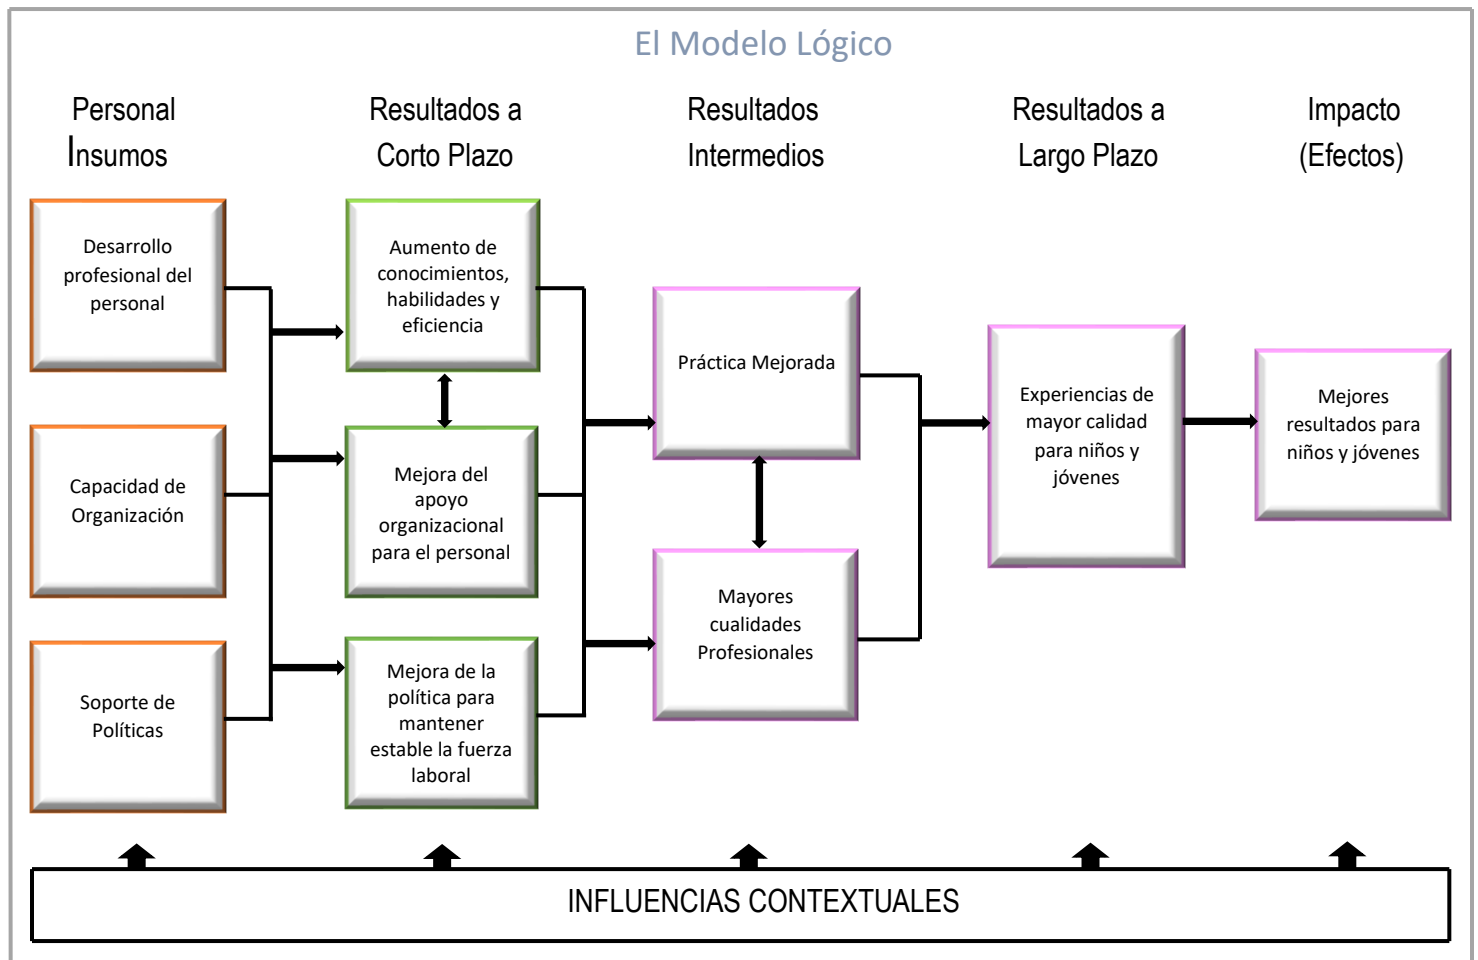 El Modelo Lógico
Personal
Insumos
Resultados a
Corto Plazo
Resultados
Intermedios
Resultados a
Largo Plazo
Impacto
(Efectos)
Desarrollo
profesional del
personal
Capacidad de
Organización
Soporte de
Políticas
Aumento de
conocimientos,
habilidades y
eficiencia
Mejora del
apoyo
organizacional
para el personal
Mejora de la
política para
mantener
estable la fuerza
laboral
Práctica Mejorada
Mayores
cualidades
Profesionales
Experiencias de
mayor calidad
para niños y
jóvenes
Mejores
resultados para
niños y jóvenes
INFLUENCIAS CONTEXTUALES